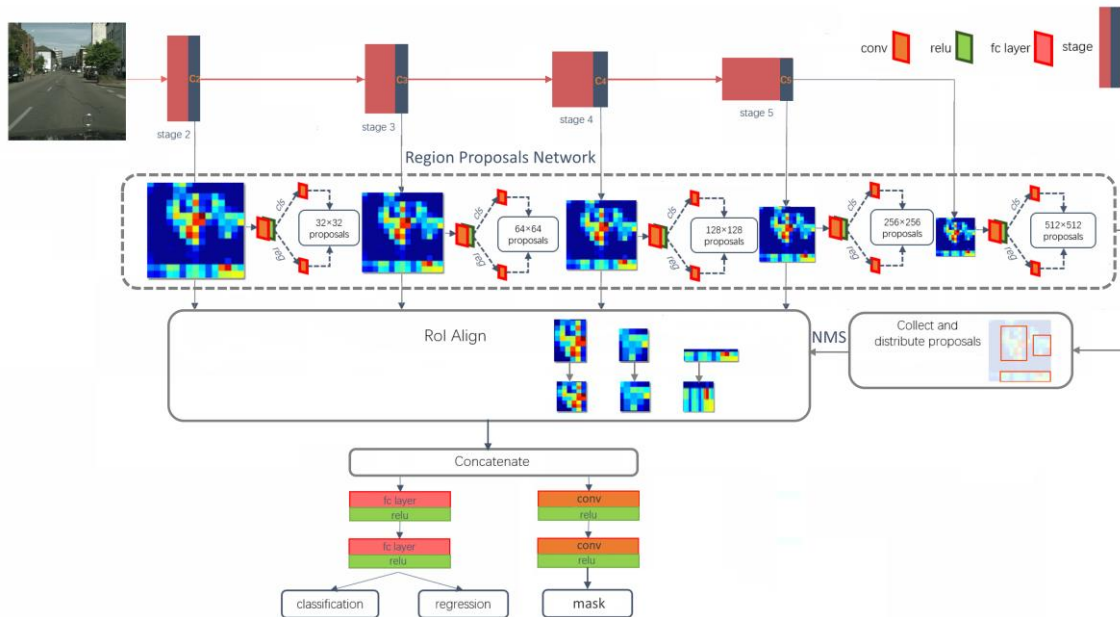 conv
relu
fc layer
stage
C2
C3
C4
C5
stage 2
stage 3
stage 4
stage 5
Region Proposals Network
cls
reg
32×32
proposals
cls
reg
64×64
proposals
cls
reg
128×128
proposals
cls
reg
256×256
proposals
cls
reg
512×512
proposals
RoI Align
NMS
Collect and
distribute proposals
Concatenate
fc layer
relu
fc layer
relu
conv
relu
conv
relu
classification
regression
mask